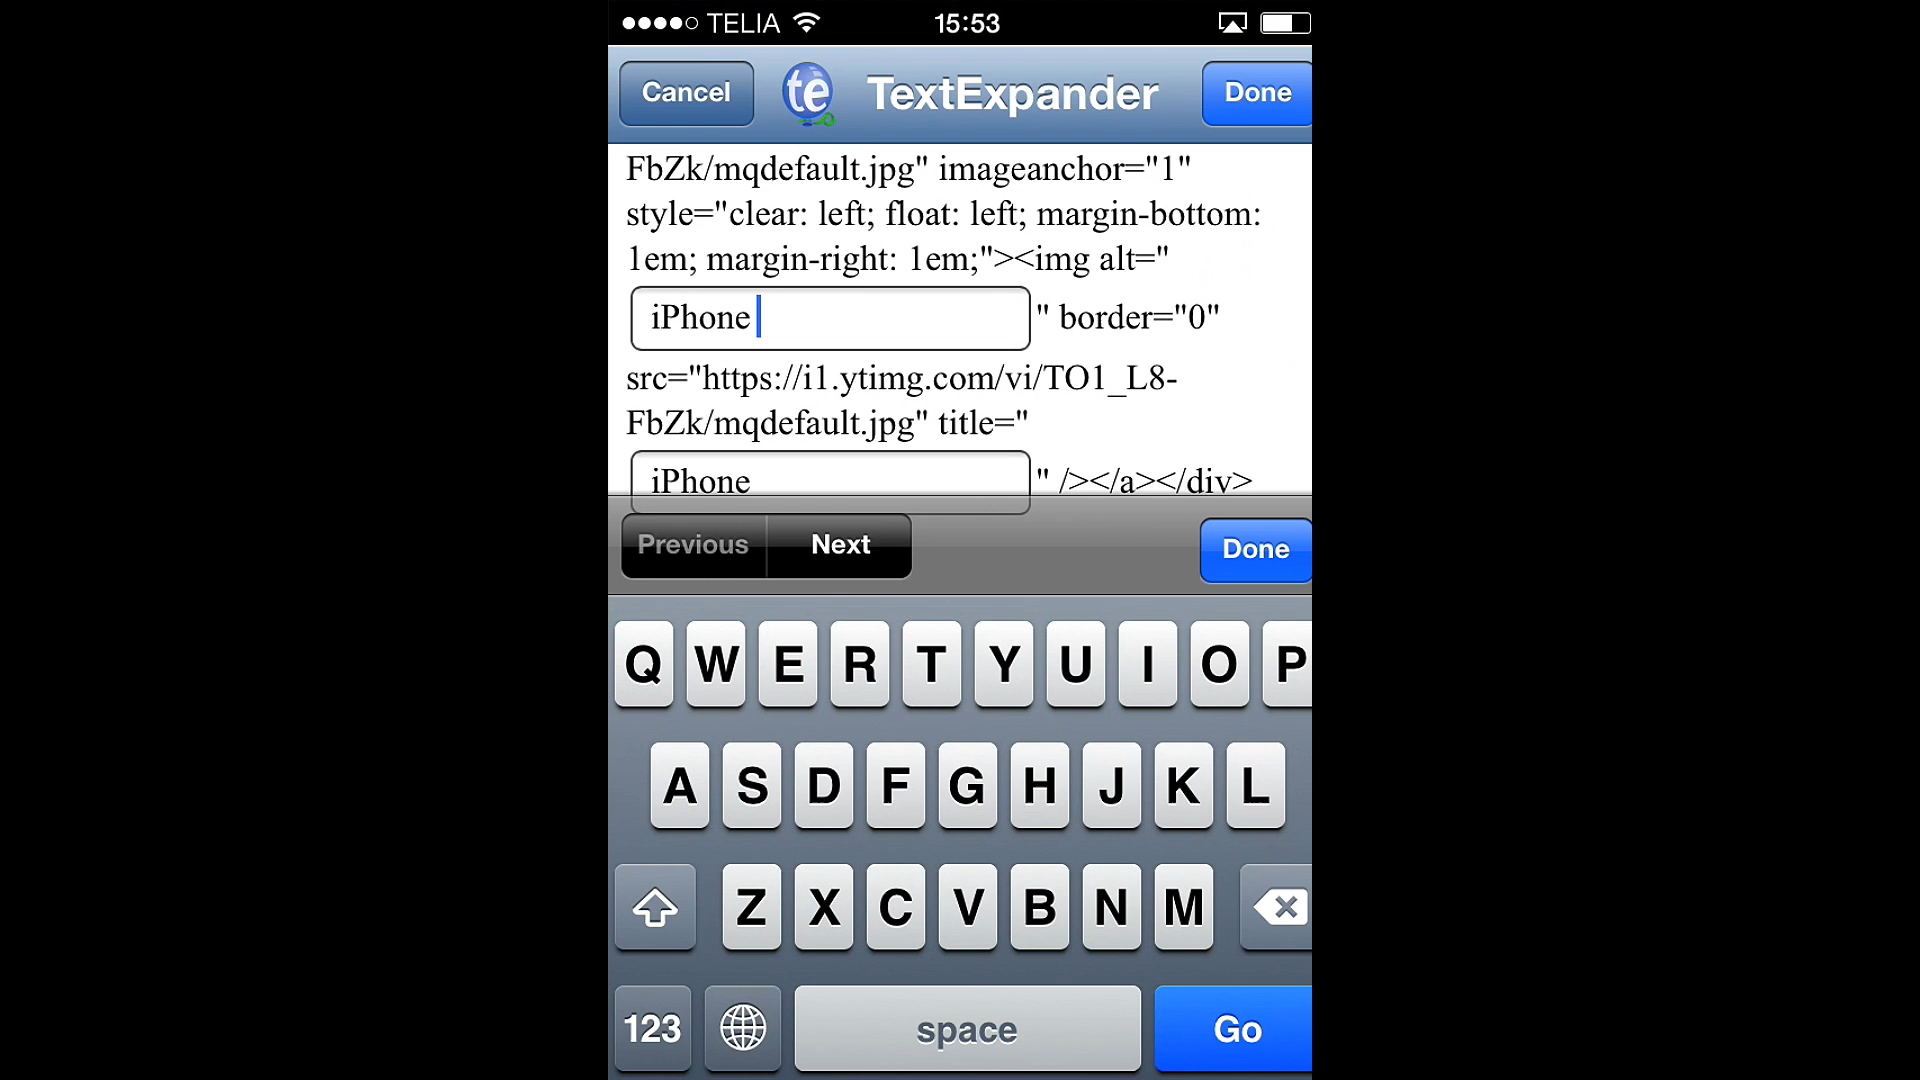 TELIA 15:53
Cancel te TextExpander Done
FbZk/mqdefault.jpg" imageanchor="1"
style="clear: left; float: left; margin-bottom:
1em; margin-right: 1em;"><img alt="
iPhone " border="0"
src="https://i1.ytimg.com/vi/TO1_L8-
FbZk/mqdefault.jpg" title="
iPhone " /></a></div>
Previous Next Done
Q W E R T Y U I O P
A S D F G H J K L
Z X C V B N M
123 space Go